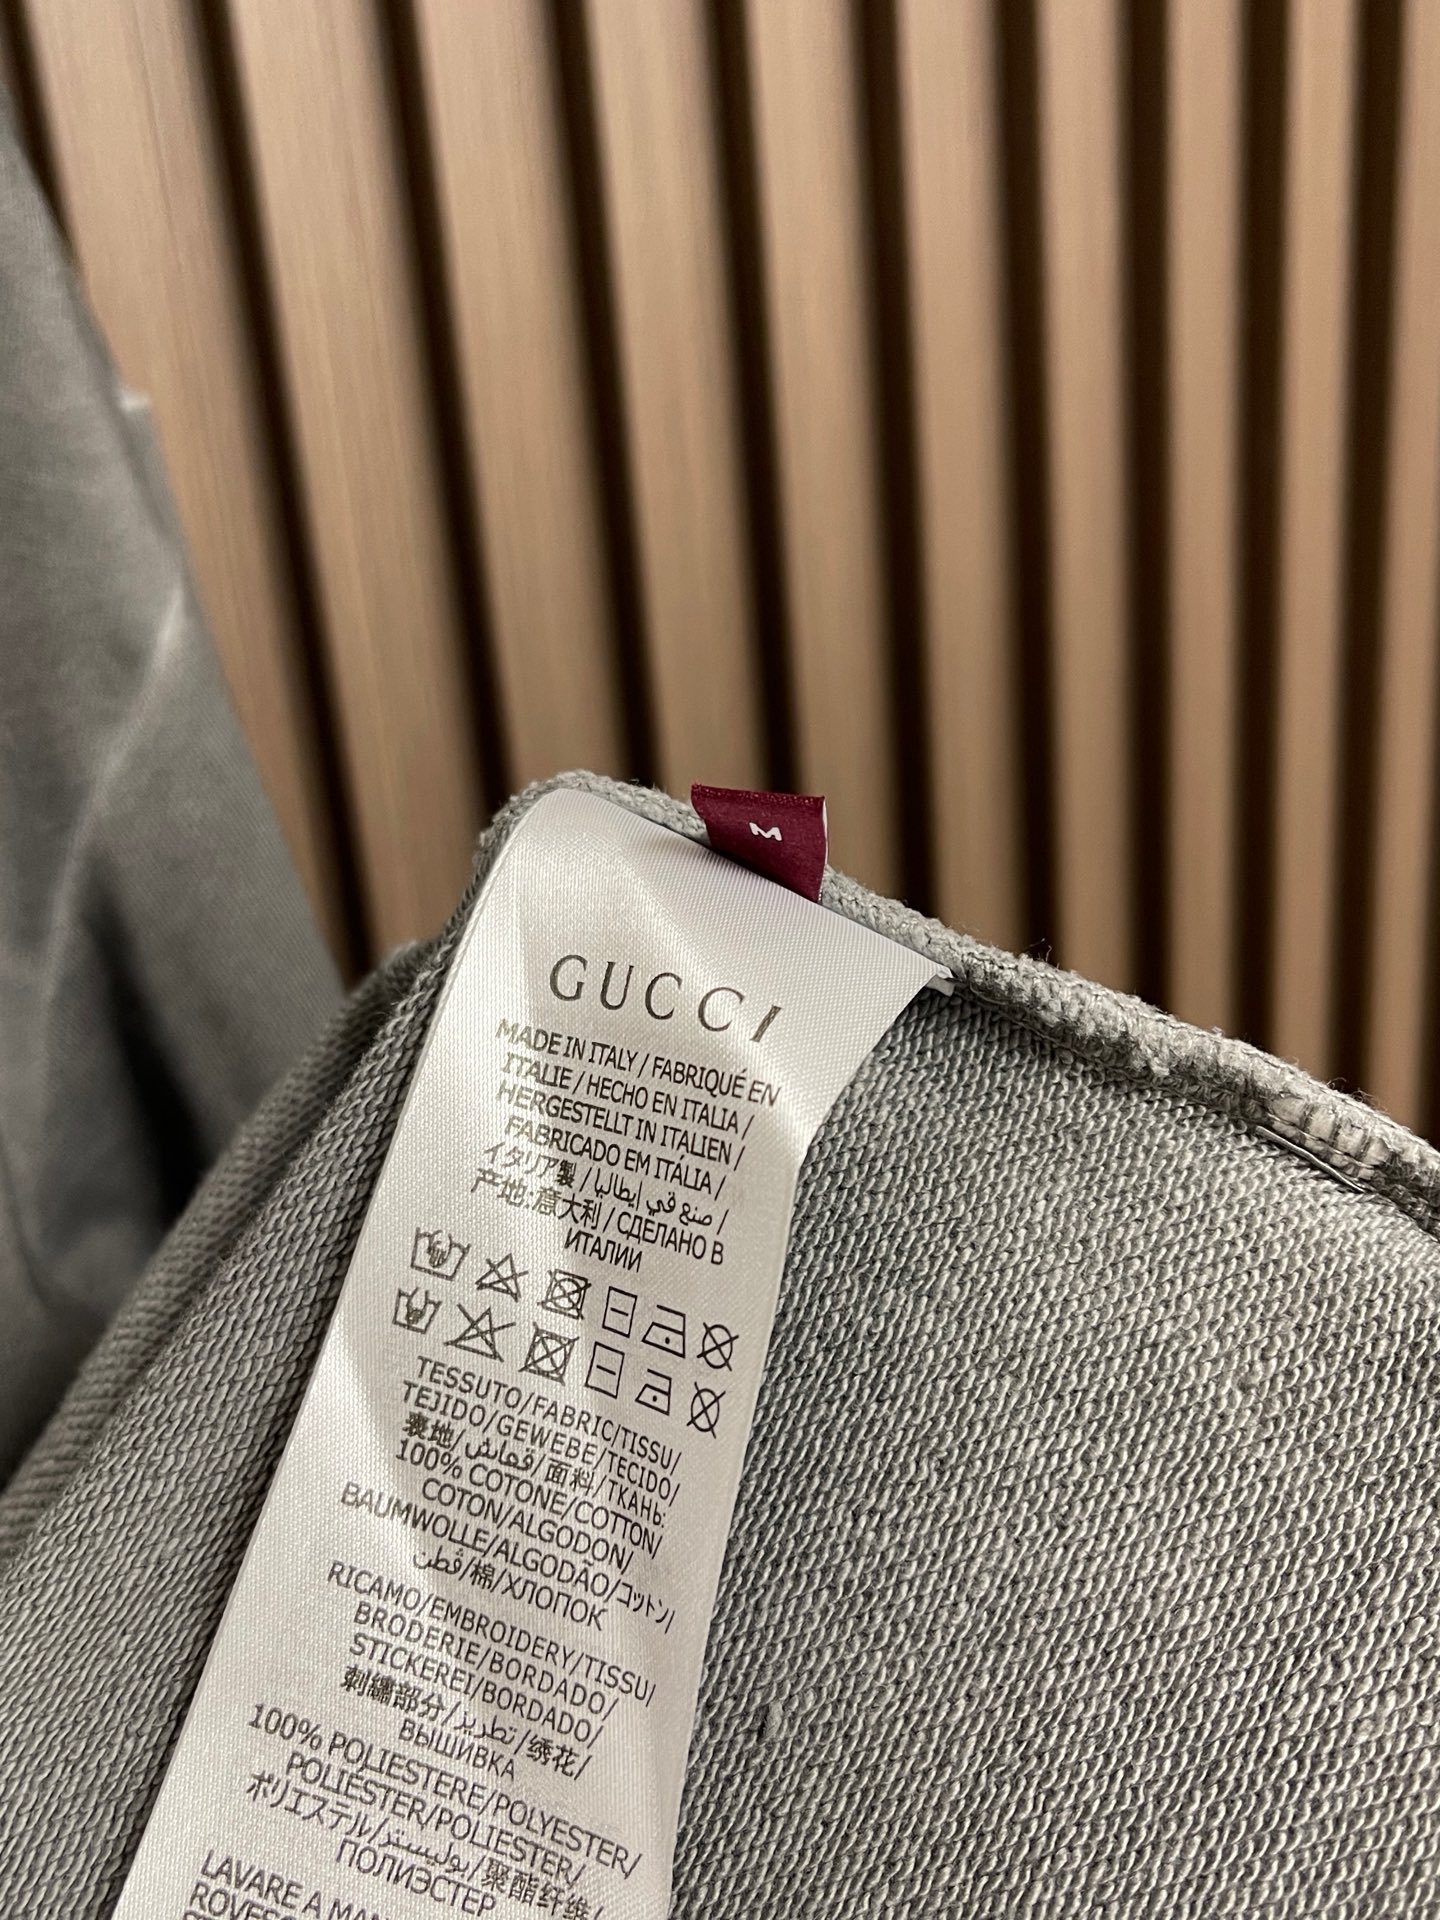 M
GUCCI
MADE IN ITALY / FABRIQUÉ EN
ITALIE / HECHO EN ITALIA /
HERGESTELLT IN ITALIEN /
FABRICADO EM ITÁLIA /
イタリア製 / صنع في إيطاليا /
产地:意大利 / СДЕЛАНО В
ИТАЛИИ
TESSUTO/FABRIC/TISSU/
TEJIDO/GEWEBE/TECIDO/
裏地/قماش/面料/ТКАНЬ:
100% COTONE/COTTON/
COTON/ALGODON/
BAUMWOLLE/ALGODÃO/コットン/
قطن/棉/ХЛОПОК
RICAMO/EMBROIDERY/TISSU/
BRODERIE/BORDADO/
STICKEREI/BORDADO/
刺繍部分/تطريز/绣花/
ВЫШИВКА
100% POLIESTERE/POLYESTER/
POLIESTER/POLIESTER/
ポリエステル/بوليستر/聚酯纤维/
ПОЛИЭСТЕР
LAVARE A MAN